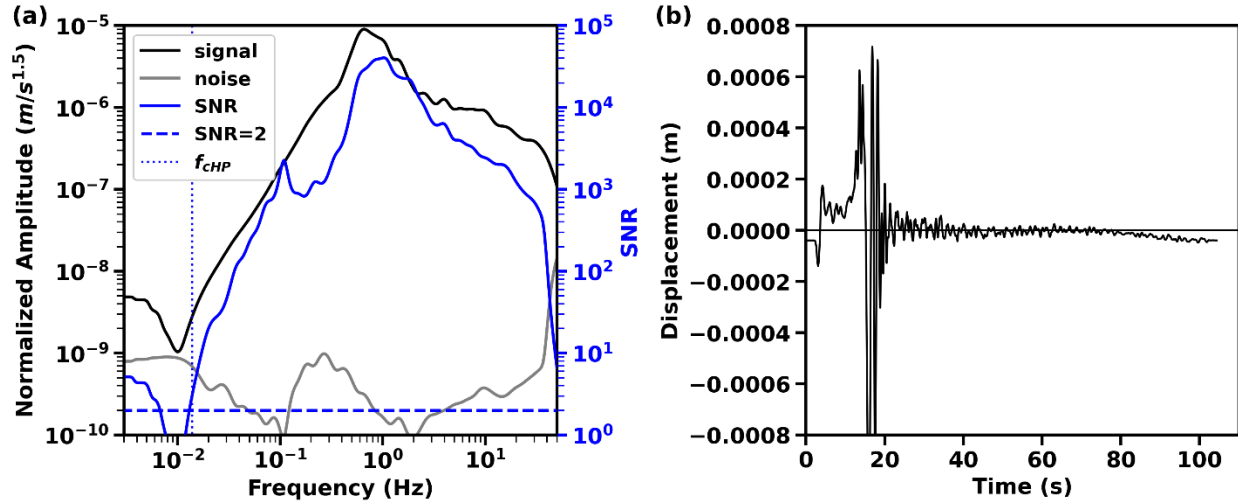 (a)
Normalized Amplitude (m/s^1.5)
10^-5
10^-6
10^-7
10^-8
10^-9
10^-10
signal
noise
SNR
SNR=2
f_cHP
10^-2
10^-1
10^0
10^1
Frequency (Hz)
10^5
10^4
10^3
10^2
10^1
10^0
SNR
(b)
Displacement (m)
0.0008
0.0006
0.0004
0.0002
0.0000
−0.0002
−0.0004
−0.0006
−0.0008
0
20
40
60
80
100
Time (s)